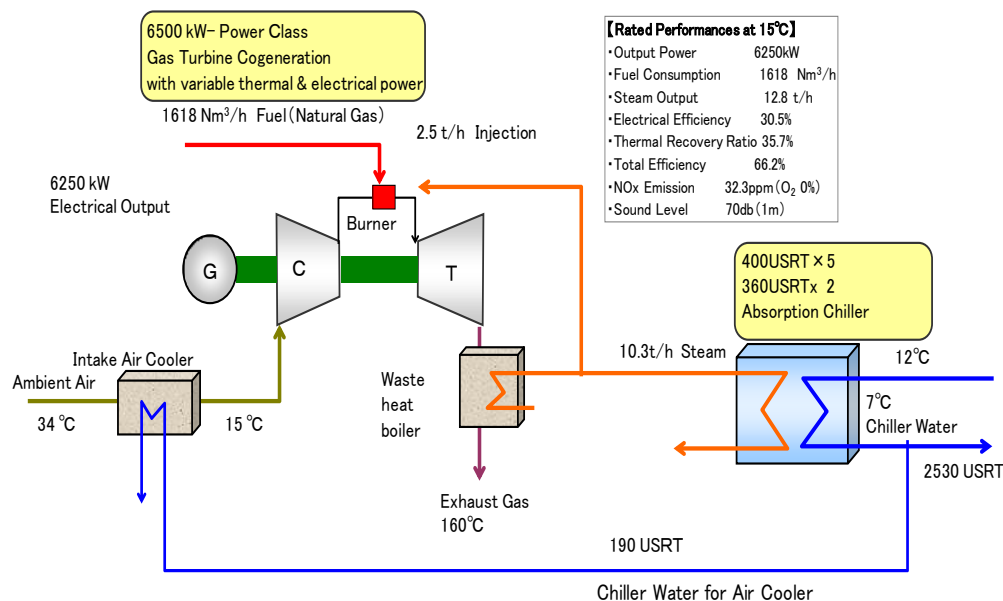 6500 kW- Power Class
Gas Turbine Cogeneration
with variable thermal & electrical power
【Rated Performances at 15℃】
・Output Power 6250kW
・Fuel Consumption 1618 Nm³/h
・Steam Output 12.8 t/h
・Electrical Efficiency 30.5%
・Thermal Recovery Ratio 35.7%
・Total Efficiency 66.2%
・NOx Emission 32.3ppm(O₂ 0%)
・Sound Level 70db(1m)
1618 Nm³/h Fuel(Natural Gas)
2.5 t/h Injection
6250 kW
Electrical Output
Burner
G
C
T
400USRT×5
360USRTx 2
Absorption Chiller
Intake Air Cooler
Ambient Air
34 ℃
15 ℃
Waste
heat
boiler
10.3t/h Steam
12℃
7℃
Chiller Water
2530 USRT
Exhaust Gas
160℃
190 USRT
Chiller Water for Air Cooler